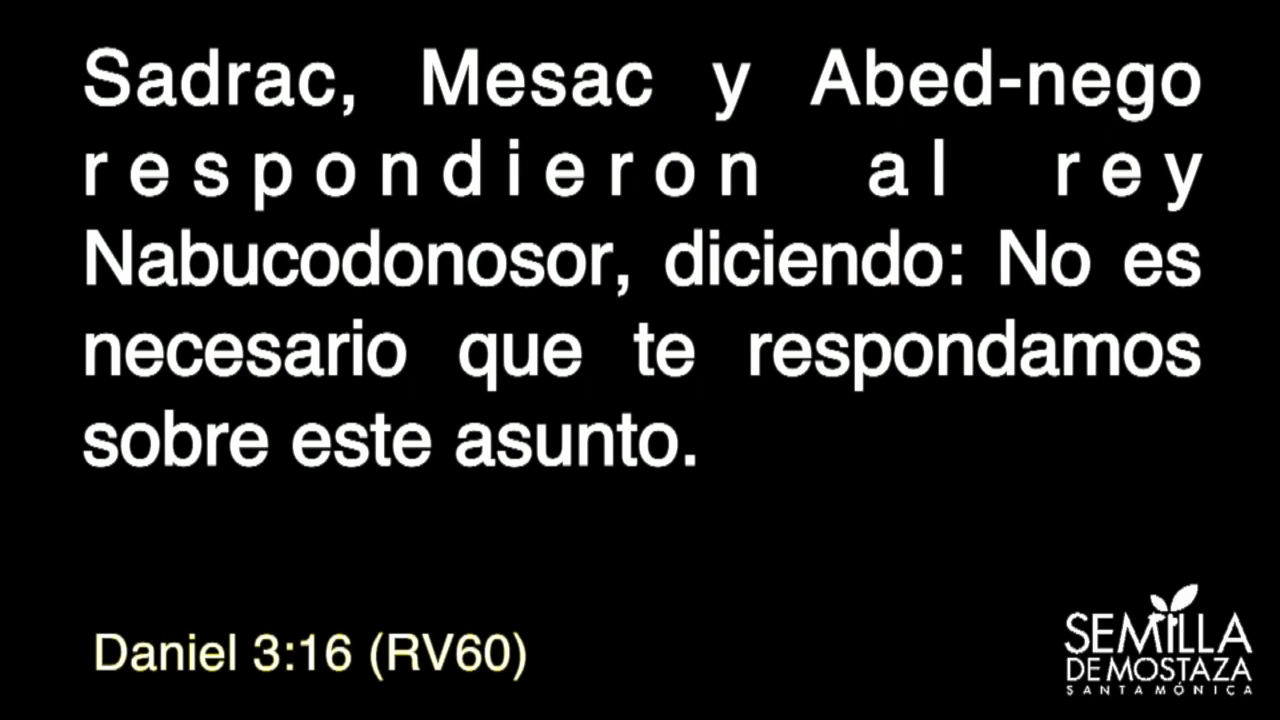 Sadrac, Mesac y Abed-nego
respondieron al rey
Nabucodonosor, diciendo: No es
necesario que te respondamos
sobre este asunto.
Daniel 3:16 (RV60)
SEMILLA
DE MOSTAZA
SANTA MÓNICA